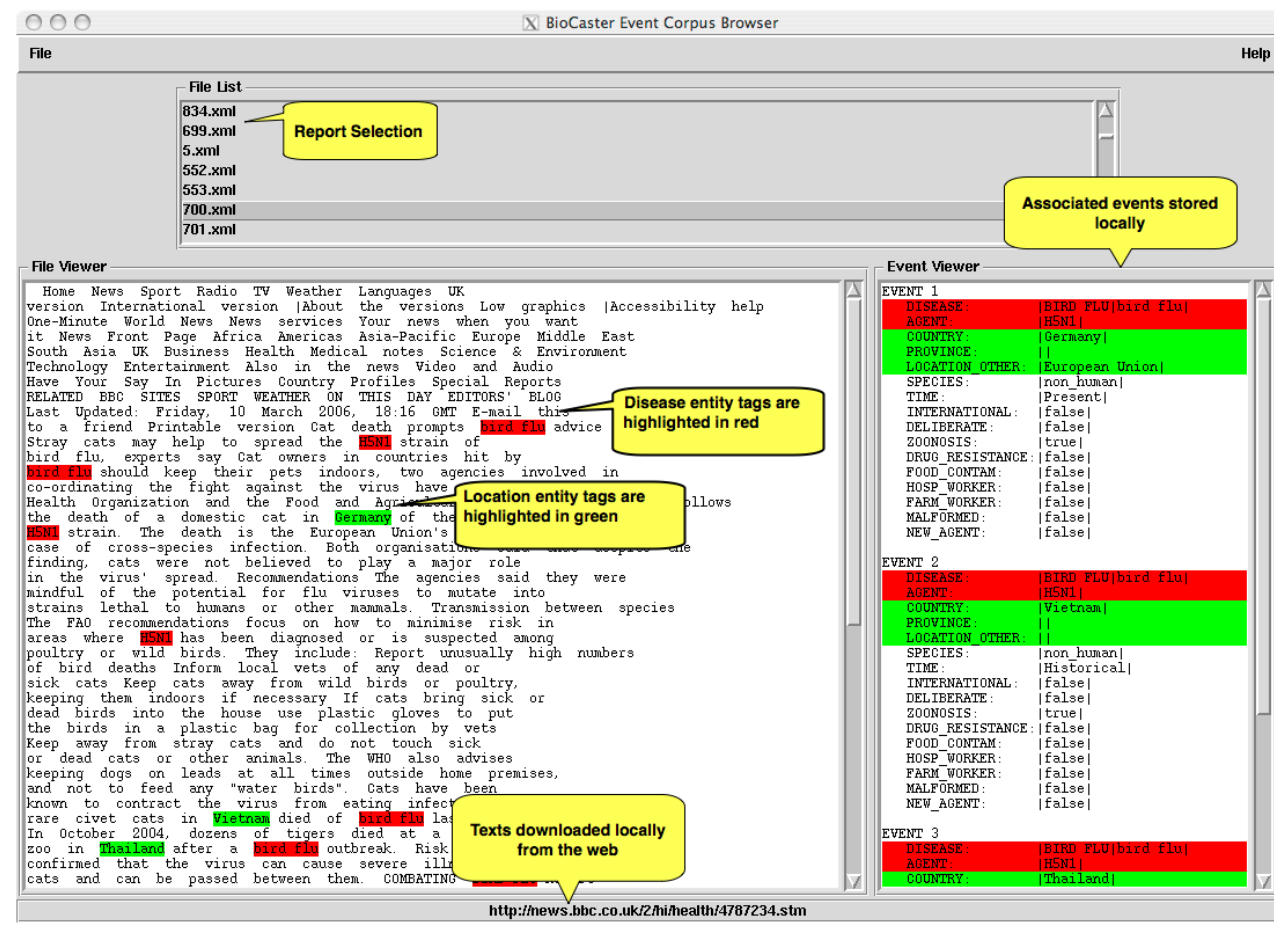 BioCaster Event Corpus Browser
File Help
File List
834.xml
699.xml
5.xml
552.xml
553.xml
700.xml
701.xml
Report Selection
Associated events stored
locally
File Viewer
Home News Sport Radio TV Weather Languages UK
version International version |About the versions Low graphics |Accessibility help
One-Minute World News News services Your news when you want
it News Front Page Africa Americas Asia-Pacific Europe Middle East
South Asia UK Business Health Medical notes Science & Environment
Technology Entertainment Also in the news Video and Audio
Have Your Say In Pictures Country Profiles Special Reports
RELATED BBC SITES SPORT WEATHER ON THIS DAY EDITORS' BLOG
Last Updated: Friday, 10 March 2006, 18:16 GMT E-mail this
to a friend Printable version Cat death prompts bird flu advice
Stray cats may help to spread the H5N1 strain of
bird flu, experts say Cat owners in countries hit by
bird flu should keep their pets indoors, two agencies involved in
co-ordinating the fight against the virus have
Health Organization and the Food and
the death of a domestic cat in Germany of the
H5N1 strain. The death is the European Union's
case of cross-species infection. Both
finding, cats were not believed to play a major role
in the virus' spread. Recommendations The agencies said they were
mindful of the potential for flu viruses to mutate into
strains lethal to humans or other mammals. Transmission between species
The FAO recommendations focus on how to minimise risk in
areas where H5N1 has been diagnosed or is suspected among
poultry or wild birds. They include: Report unusually high numbers
of bird deaths Inform local vets of any dead or
sick cats Keep cats away from wild birds or poultry,
keeping them indoors if necessary If cats bring sick or
dead birds into the house use plastic gloves to put
the birds in a plastic bag for collection by vets
Keep away from stray cats and do not touch sick
or dead cats or other animals. The WHO also advises
keeping dogs on leads at all times outside home premises,
and not to feed any "water birds". Cats have been
known to contract the virus from eating
rare civet cats in Vietnam died of bird flu
In October 2004, dozens of tigers died at a
zoo in Thailand after a bird flu outbreak. Risk
confirmed that the virus can cause severe
cats and can be passed between them. COMBATING
Disease entity tags are
highlighted in red
Location entity tags are
highlighted in green
Texts downloaded locally
from the web
Event Viewer
EVENT 1
DISEASE: |BIRD FLU|bird flu|
AGENT: |H5N1|
COUNTRY: |Germany|
PROVINCE: ||
LOCATION_OTHER: |European Union|
SPECIES: |non_human|
TIME: |Present|
INTERNATIONAL: |false|
DELIBERATE: |false|
ZOONOSIS: |true|
DRUG_RESISTANCE: |false|
FOOD_CONTAM: |false|
HOSP_WORKER: |false|
FARM_WORKER: |false|
MALFORMED: |false|
NEW_AGENT: |false|
EVENT 2
DISEASE: |BIRD FLU|bird flu|
AGENT: |H5N1|
COUNTRY: |Vietnam|
PROVINCE: ||
LOCATION_OTHER: ||
SPECIES: |non_human|
TIME: |Historical|
INTERNATIONAL: |false|
DELIBERATE: |false|
ZOONOSIS: |true|
DRUG_RESISTANCE: |false|
FOOD_CONTAM: |false|
HOSP_WORKER: |false|
FARM_WORKER: |false|
MALFORMED: |false|
NEW_AGENT: |false|
EVENT 3
DISEASE: |BIRD FLU|bird flu|
AGENT: |H5N1|
COUNTRY: |Thailand|
http://news.bbc.co.uk/2/hi/health/4787234.stm